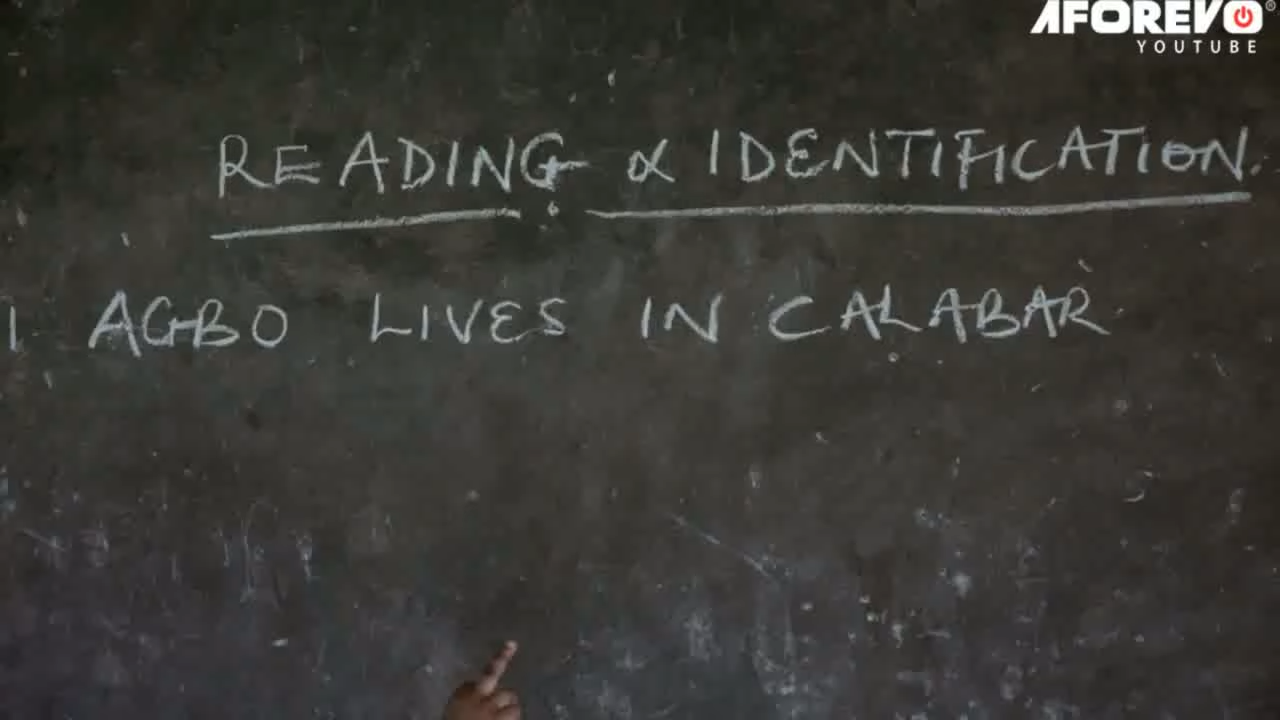 AFOREVO®
YOUTUBE
READING & IDENTIFICATION.
1 AGBO LIVES IN CALABAR